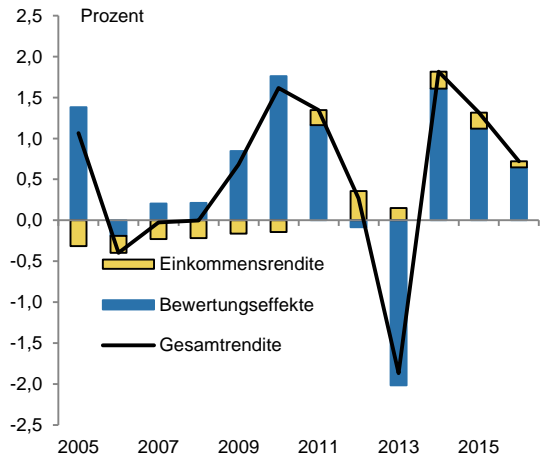 Prozent
2,5
2,0
1,5
1,0
0,5
0,0
-0,5
-1,0
-1,5
-2,0
-2,5
Einkommensrendite
Bewertungseffekte
Gesamtrendite
2005 2007 2009 2011 2013 2015